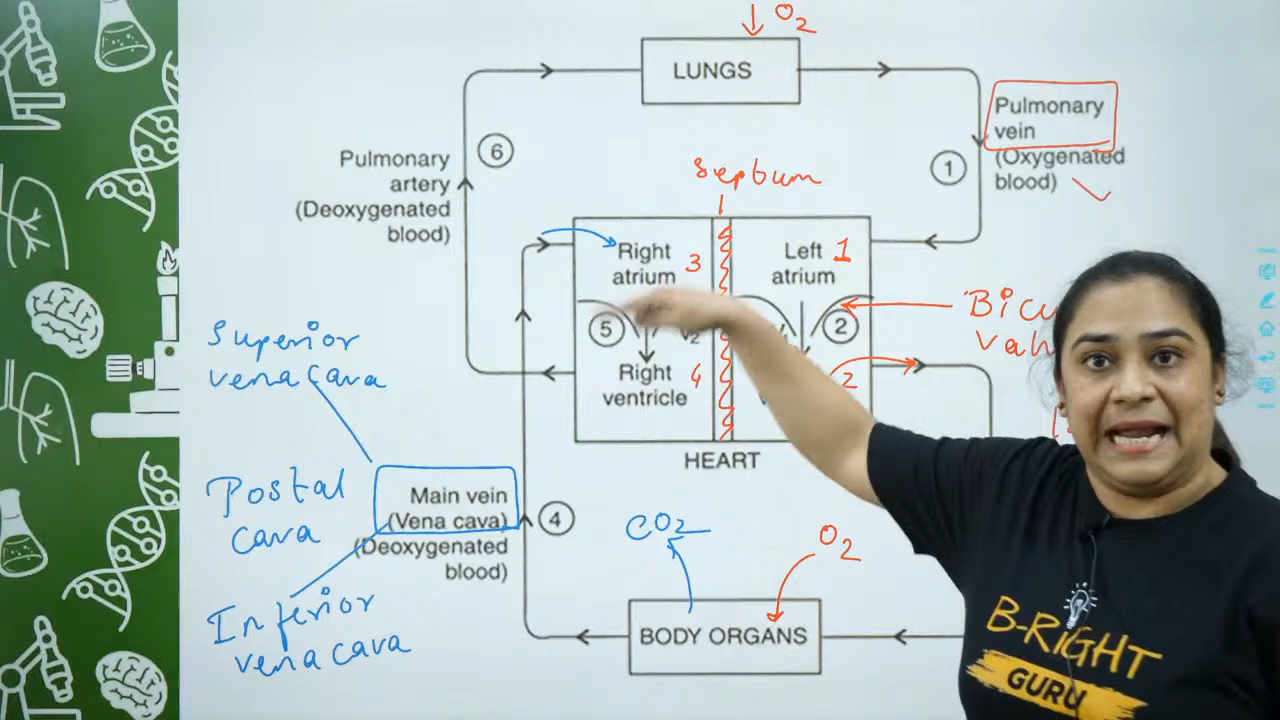 O2
LUNGS
Pulmonary
vein
(Oxygenated
blood)
1
6
Pulmonary
artery
(Deoxygenated
blood)
Septum
Right
atrium
3
Left
atrium
1
5
V2
2
Right
ventricle
4
2
HEART
Superior
vena cava
Postal
cava
Inferior
vena cava
Main vein
(Vena cava)
(Deoxygenated
blood)
4
CO2
O2
BODY ORGANS
B-RIGHT
GURU